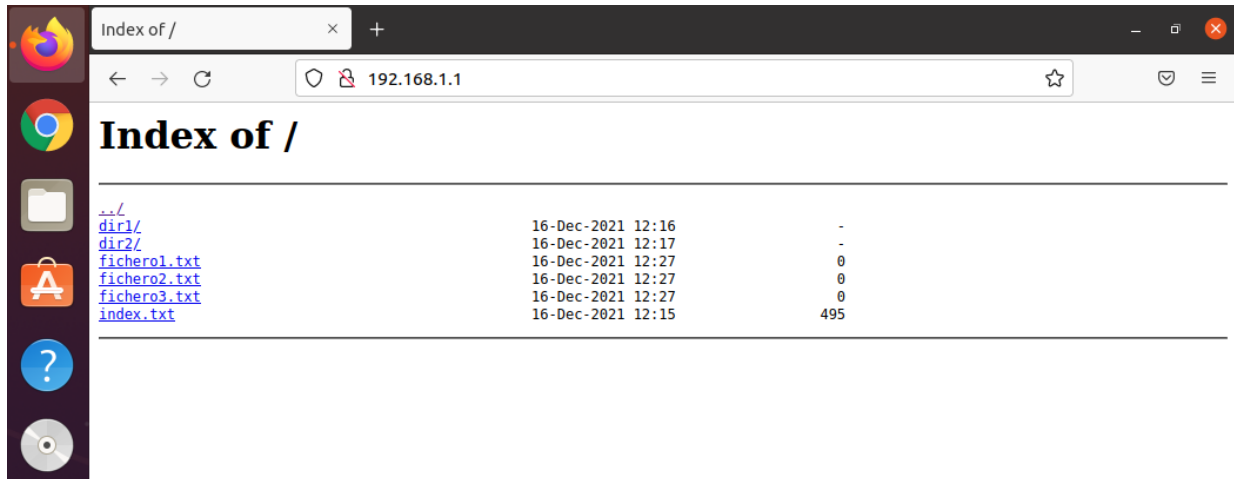 Index of /
192.168.1.1
Index of /
../
dir1/ 16-Dec-2021 12:16 -
dir2/ 16-Dec-2021 12:17 -
fichero1.txt 16-Dec-2021 12:27 0
fichero2.txt 16-Dec-2021 12:27 0
fichero3.txt 16-Dec-2021 12:27 0
index.txt 16-Dec-2021 12:15 495